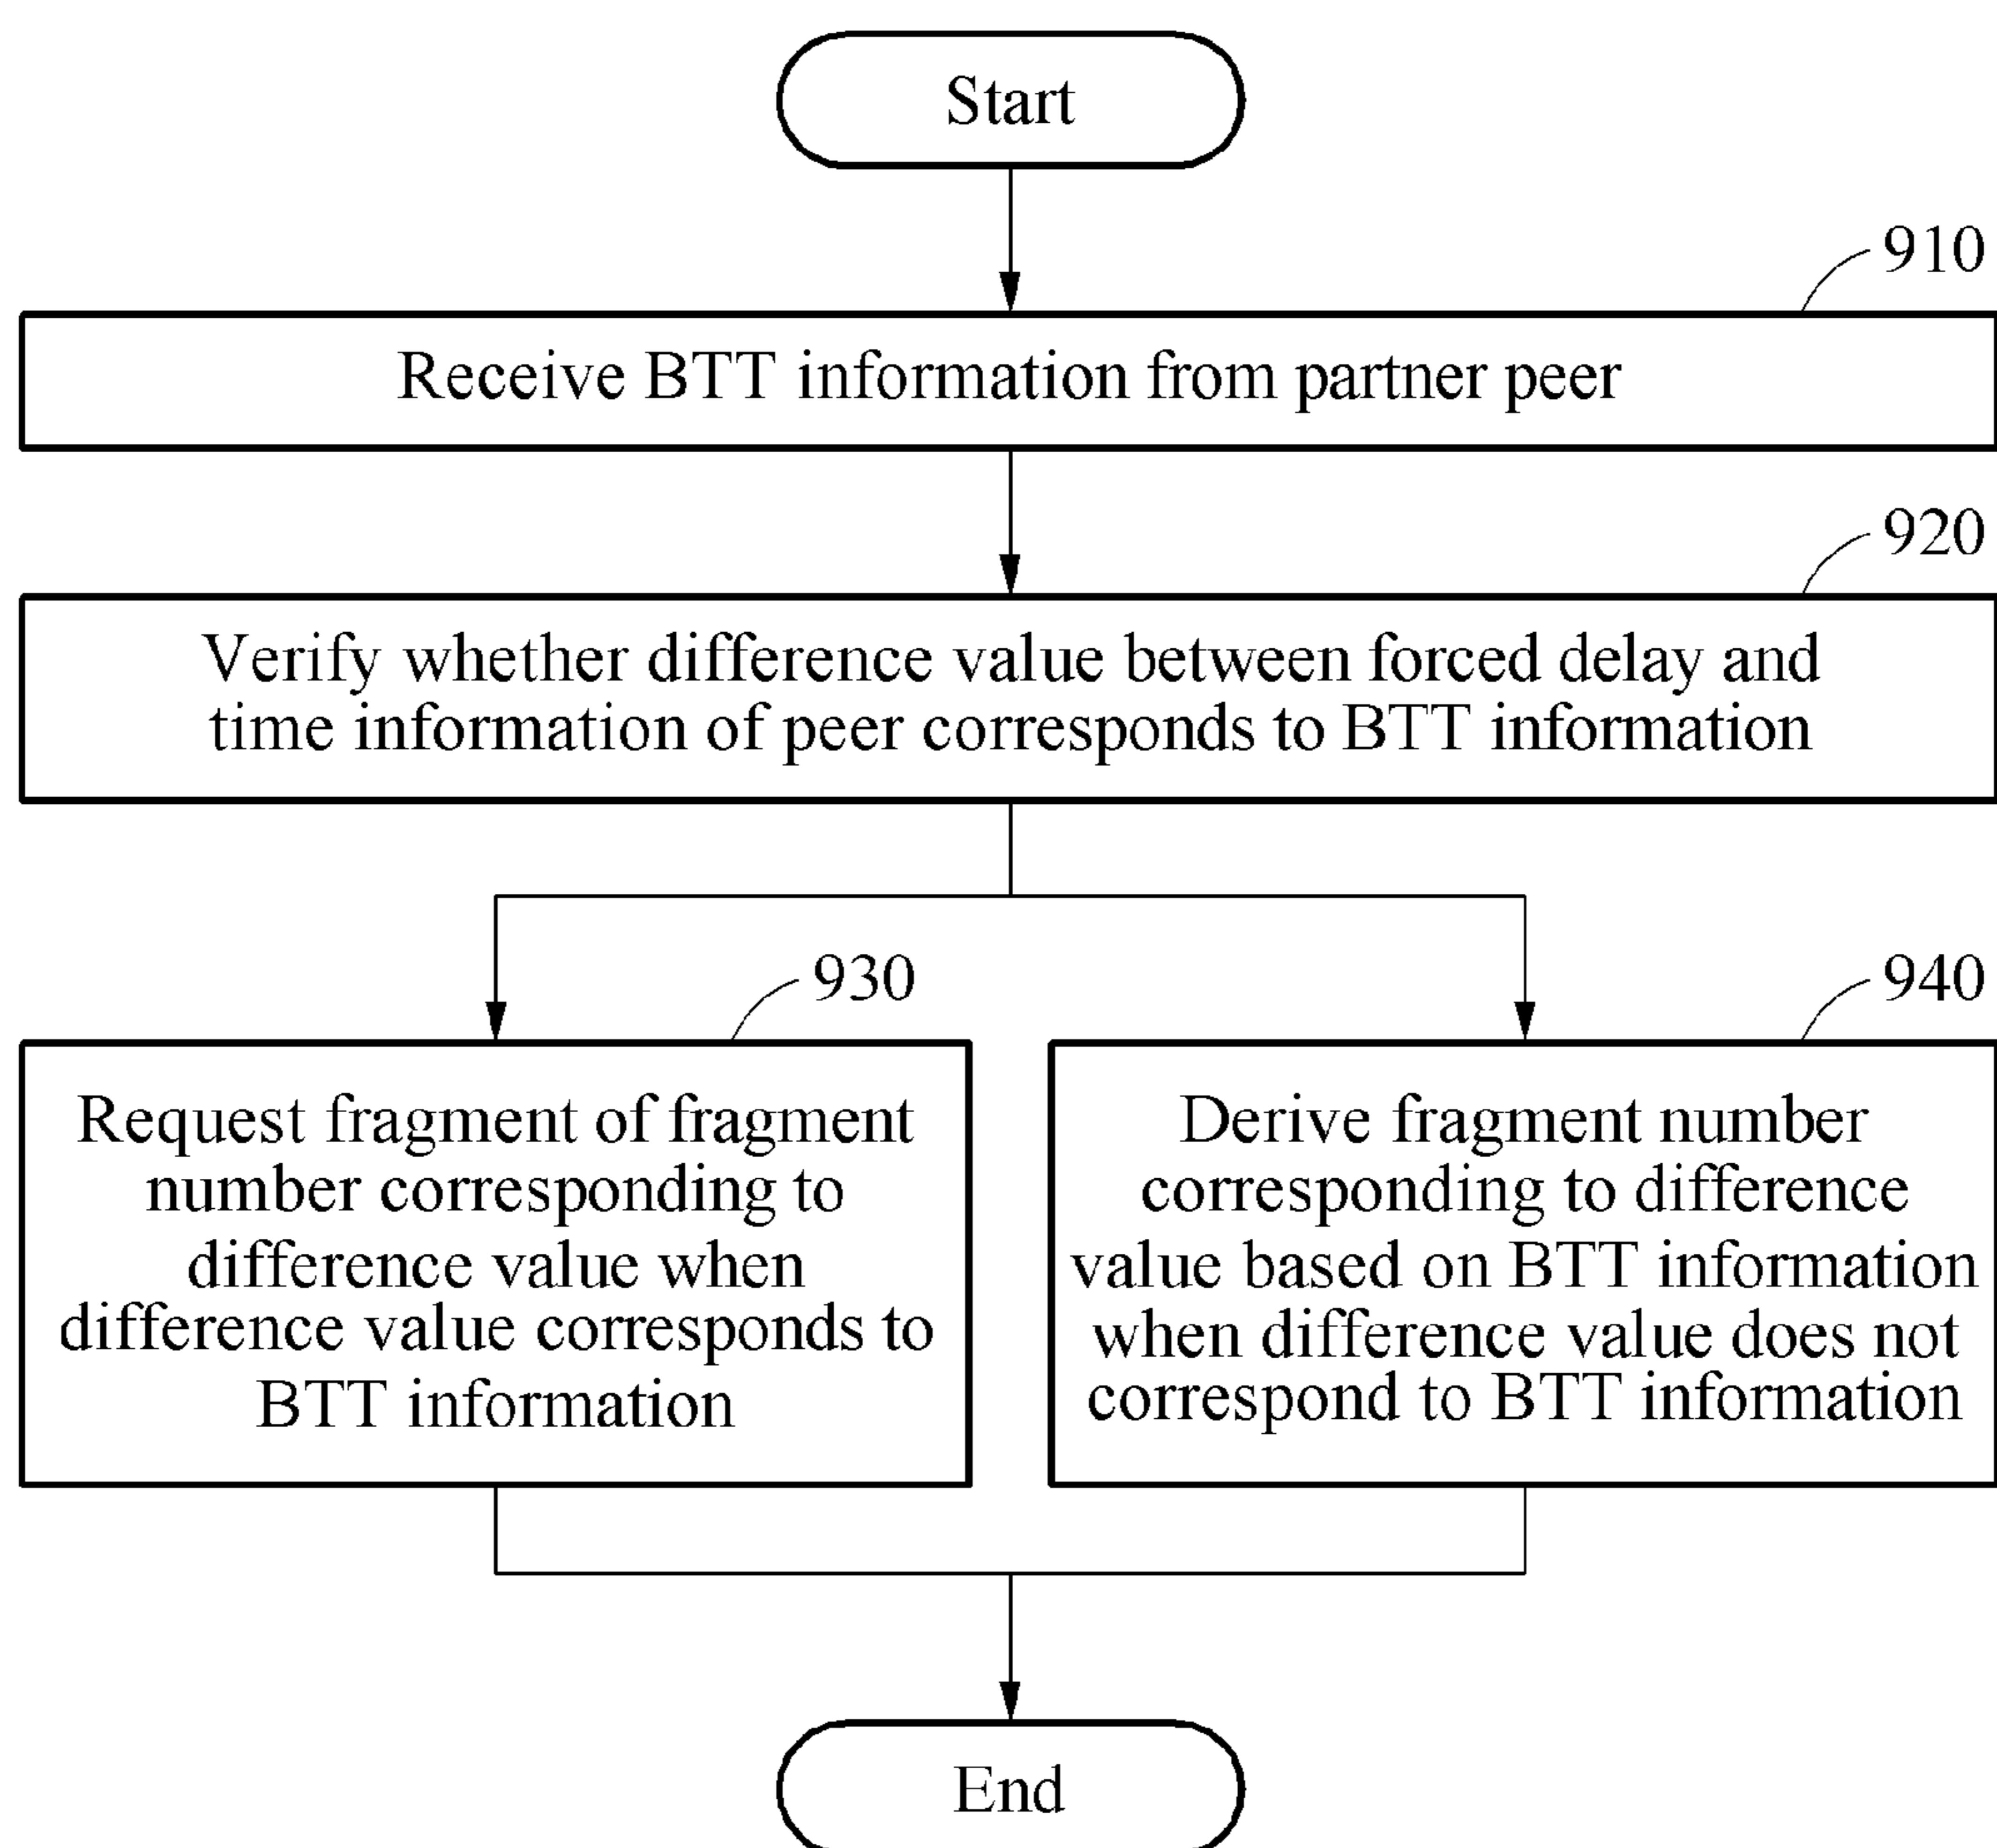 Start
910
Receive BTT information from partner peer
920
Verify whether difference value between forced delay and
time information of peer corresponds to BTT information
930
Request fragment of fragment
number corresponding to
difference value when
difference value corresponds to
BTT information
940
Derive fragment number
corresponding to difference
value based on BTT information
when difference value does not
correspond to BTT information
End